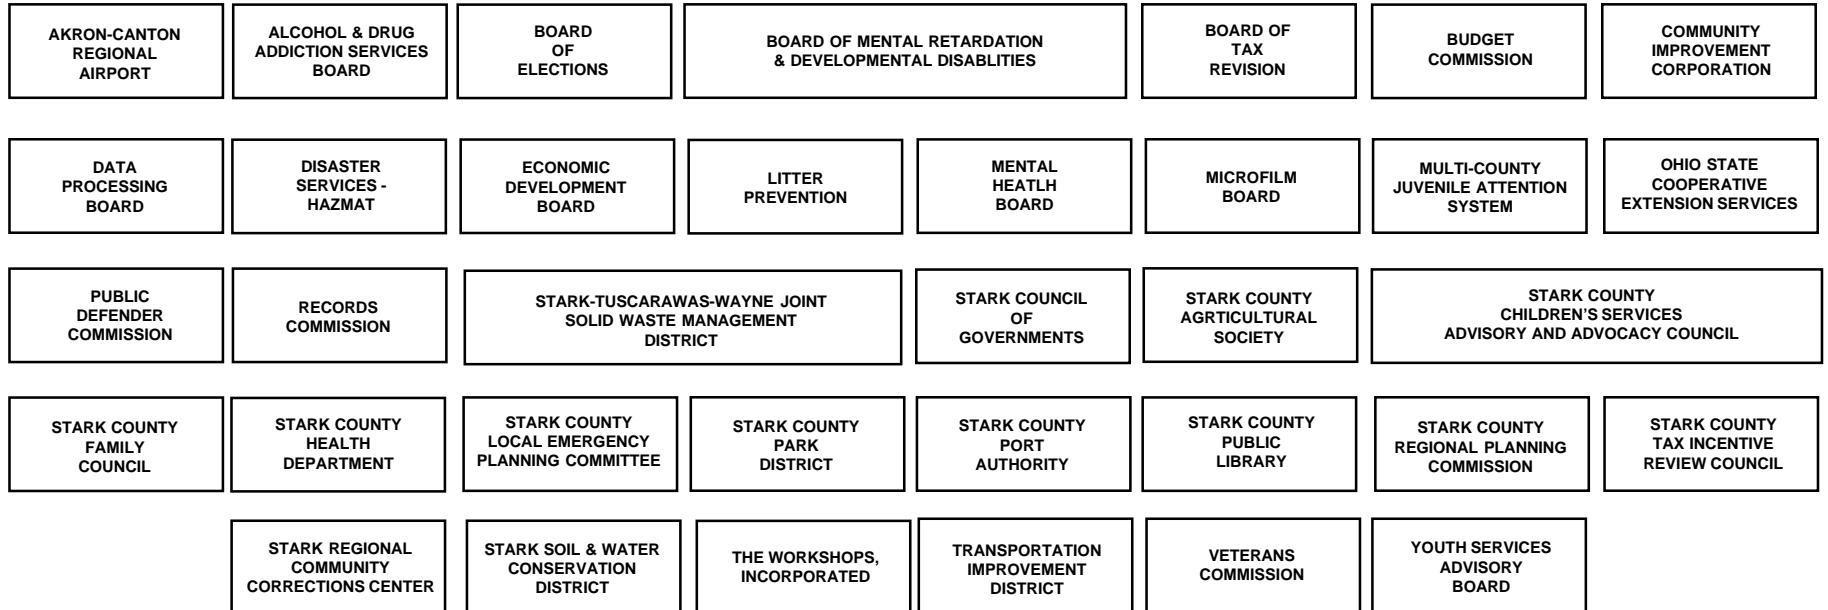 AKRON-CANTON
REGIONAL
AIRPORT
ALCOHOL & DRUG
ADDICTION SERVICES
BOARD
BOARD
OF
ELECTIONS
BOARD OF MENTAL RETARDATION
& DEVELOPMENTAL DISABLITIES
BOARD OF
TAX
REVISION
BUDGET
COMMISSION
COMMUNITY
IMPROVEMENT
CORPORATION
DATA
PROCESSING
BOARD
DISASTER
SERVICES -
HAZMAT
ECONOMIC
DEVELOPMENT
BOARD
LITTER
PREVENTION
MENTAL
HEATLH
BOARD
MICROFILM
BOARD
MULTI-COUNTY
JUVENILE ATTENTION
SYSTEM
OHIO STATE
COOPERATIVE
EXTENSION SERVICES
PUBLIC
DEFENDER
COMMISSION
RECORDS
COMMISSION
STARK-TUSCARAWAS-WAYNE JOINT
SOLID WASTE MANAGEMENT
DISTRICT
STARK COUNCIL
OF
GOVERNMENTS
STARK COUNTY
AGRTICULTURAL
SOCIETY
STARK COUNTY
CHILDREN’S SERVICES
ADVISORY AND ADVOCACY COUNCIL
STARK COUNTY
FAMILY
COUNCIL
STARK COUNTY
HEALTH
DEPARTMENT
STARK COUNTY
LOCAL EMERGENCY
PLANNING COMMITTEE
STARK COUNTY
PARK
DISTRICT
STARK COUNTY
PORT
AUTHORITY
STARK COUNTY
PUBLIC
LIBRARY
STARK COUNTY
REGIONAL PLANNING
COMMISSION
STARK COUNTY
TAX INCENTIVE
REVIEW COUNCIL
STARK REGIONAL
COMMUNITY
CORRECTIONS CENTER
STARK SOIL & WATER
CONSERVATION
DISTRICT
THE WORKSHOPS,
INCORPORATED
TRANSPORTATION
IMPROVEMENT
DISTRICT
VETERANS
COMMISSION
YOUTH SERVICES
ADVISORY
BOARD